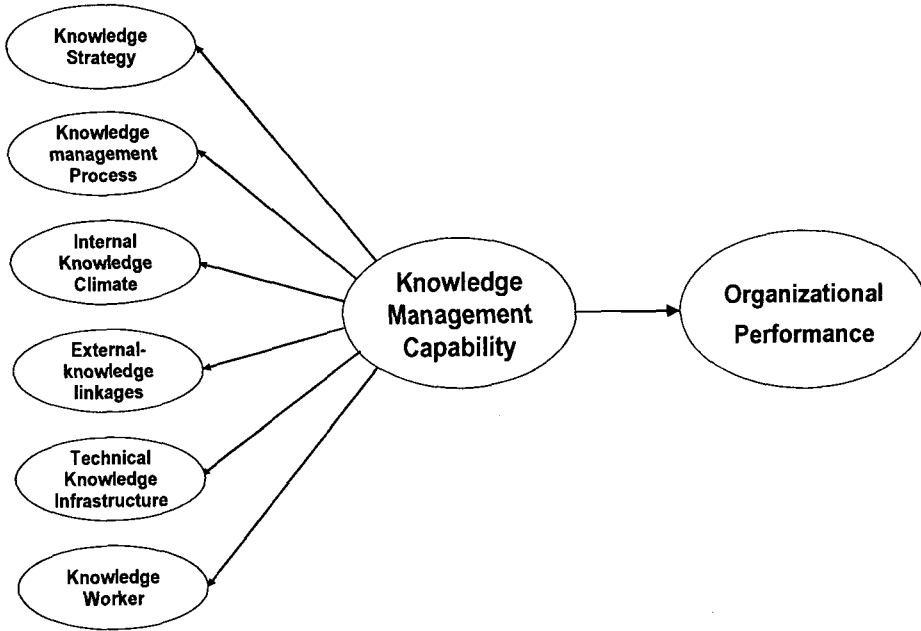 Knowledge
Strategy
Knowledge
management
Process
Internal
Knowledge
Climate
External-
knowledge
linkages
Technical
Knowledge
Infrastructure
Knowledge
Worker
Knowledge
Management
Capability
Organizational
Performance